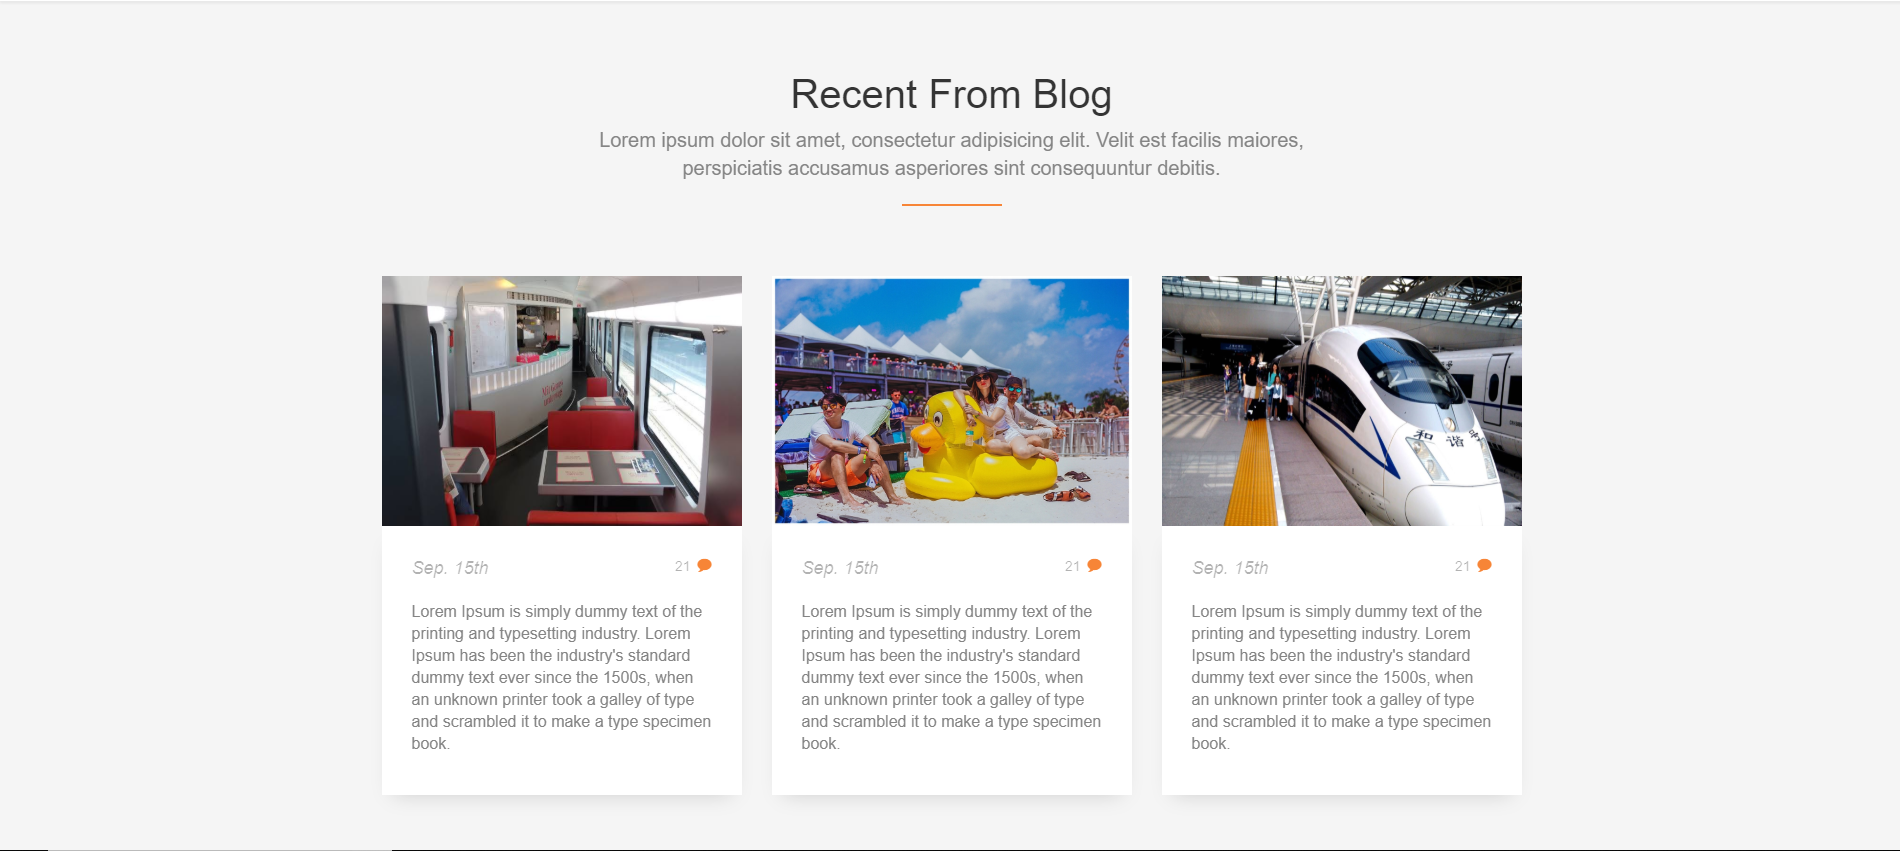 Recent From Blog
Lorem ipsum dolor sit amet, consectetur adipisicing elit. Velit est facilis maiores,
perspiciatis accusamus asperiores sint consequuntur debitis.
Sep. 15th 21
Lorem Ipsum is simply dummy text of the
printing and typesetting industry. Lorem
Ipsum has been the industry's standard
dummy text ever since the 1500s, when
an unknown printer took a galley of type
and scrambled it to make a type specimen
book.
和谐
Sep. 15th 21
Lorem Ipsum is simply dummy text of the
printing and typesetting industry. Lorem
Ipsum has been the industry's standard
dummy text ever since the 1500s, when
an unknown printer took a galley of type
and scrambled it to make a type specimen
book.
Sep. 15th 21
Lorem Ipsum is simply dummy text of the
printing and typesetting industry. Lorem
Ipsum has been the industry's standard
dummy text ever since the 1500s, when
an unknown printer took a galley of type
and scrambled it to make a type specimen
book.